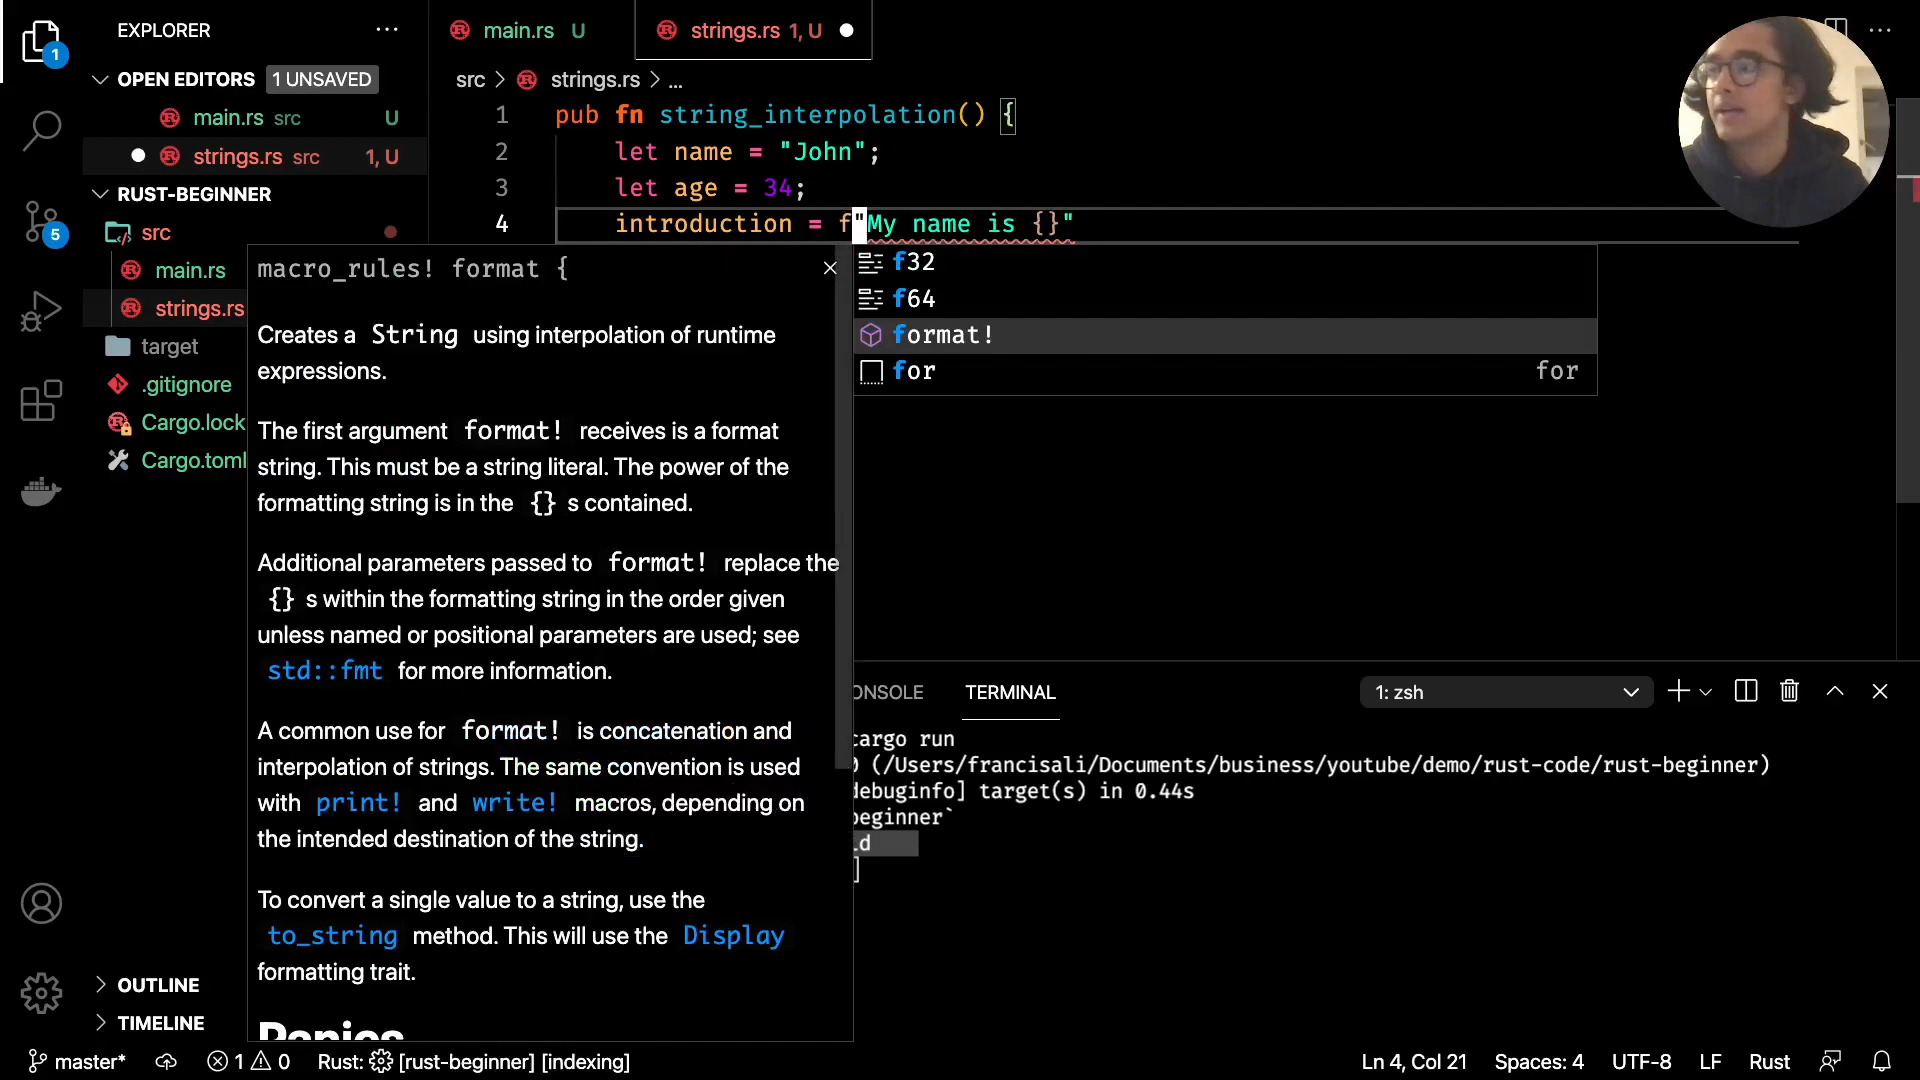 EXPLORER
OPEN EDITORS 1 UNSAVED
main.rs src U
strings.rs src 1, U
RUST-BEGINNER
src
main.rs
strings.rs
target
.gitignore
Cargo.lock
Cargo.toml
OUTLINE
TIMELINE
1
5
main.rs U
strings.rs 1, U
src > strings.rs > ...
1 pub fn string_interpolation() {
2 let name = "John";
3 let age = 34;
4 introduction = f"My name is {}"
macro_rules! format {
Creates a String using interpolation of runtime
expressions.
The first argument format! receives is a format
string. This must be a string literal. The power of the
formatting string is in the {} s contained.
Additional parameters passed to format! replace the
{} s within the formatting string in the order given
unless named or positional parameters are used; see
std::fmt for more information.
A common use for format! is concatenation and
interpolation of strings. The same convention is used
with print! and write! macros, depending on
the intended destination of the string.
To convert a single value to a string, use the
to_string method. This will use the Display
formatting trait.
Panics
f32
f64
format!
for for
TERMINAL
1: zsh
cargo run
(/Users/francisali/Documents/business/youtube/demo/rust-code/rust-beginner)
debuginfo] target(s) in 0.44s
beginner`
ld
]
master* 1 0 Rust: [rust-beginner] [indexing]
Ln 4, Col 21 Spaces: 4 UTF-8 LF Rust